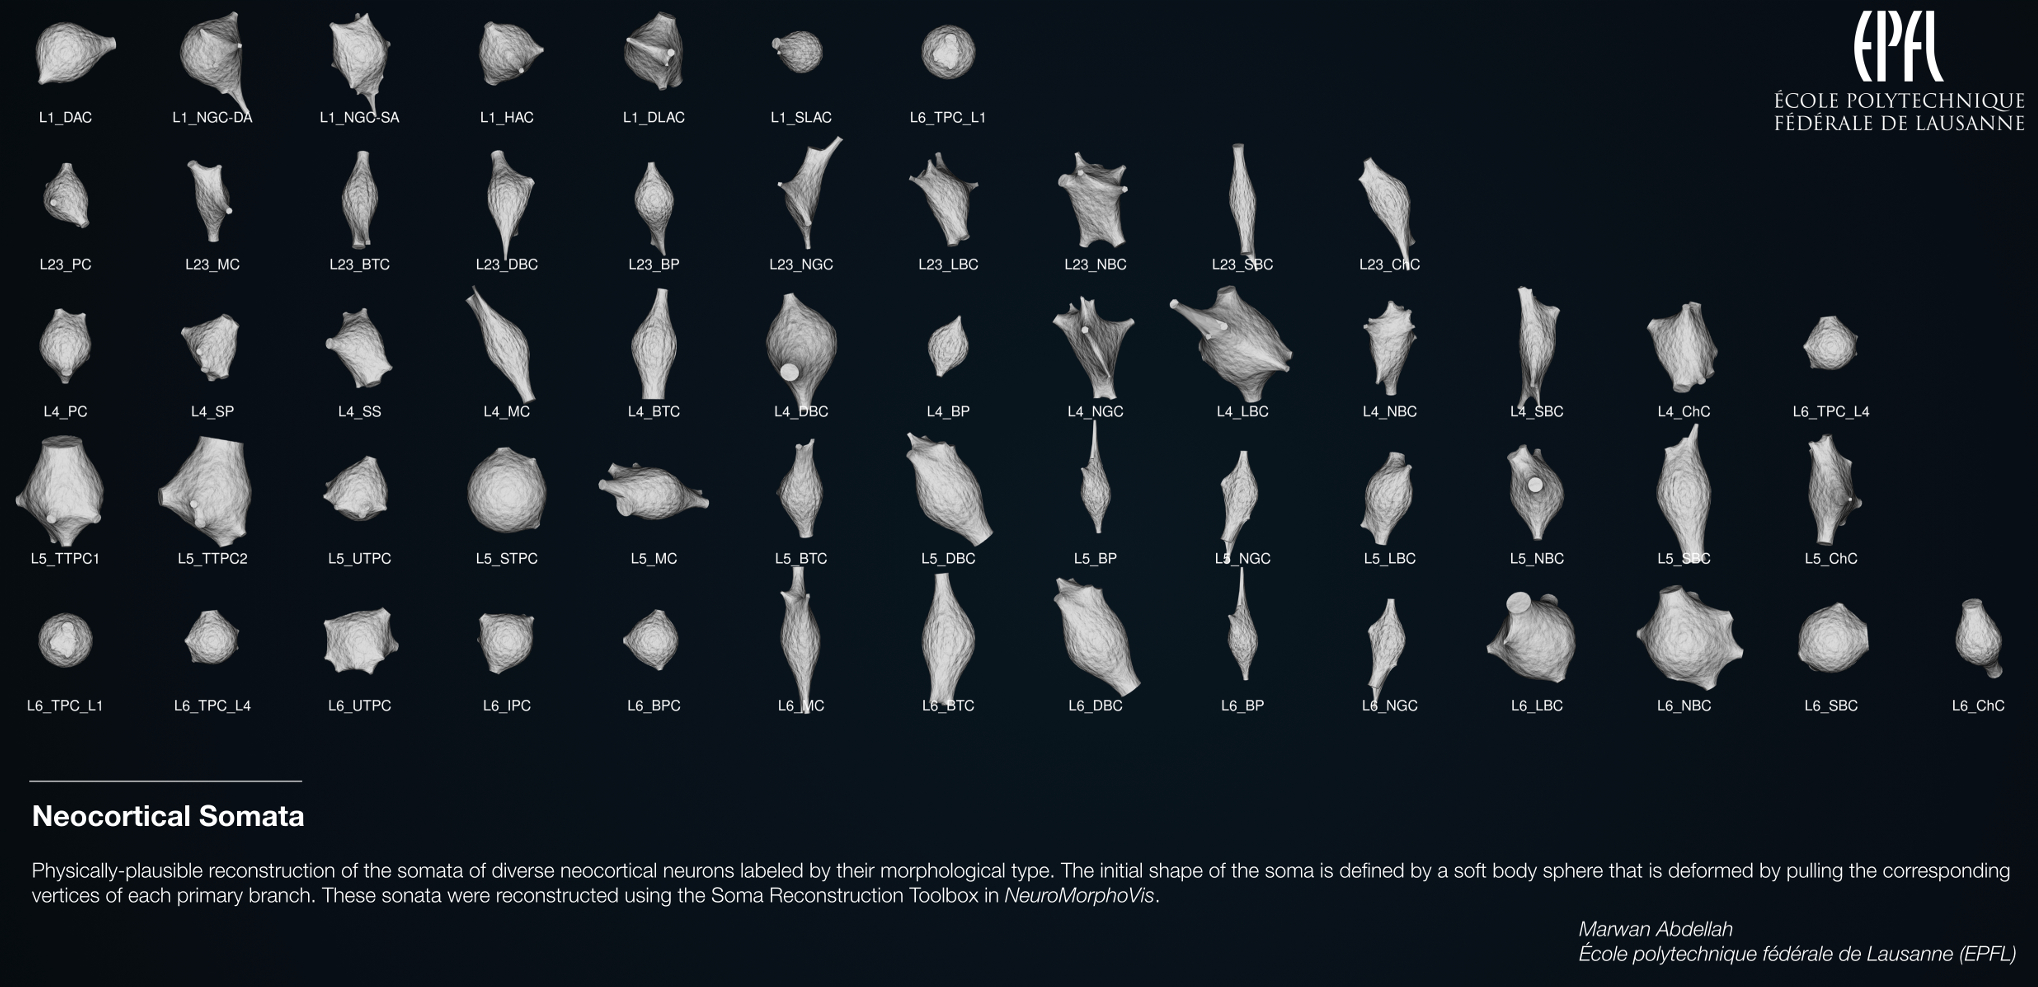 EPFL
ÉCOLE POLYTECHNIQUE
FÉDÉRALE DE LAUSANNE
L1_DAC L1_NGC-DA L1_NGC-SA L1_HAC L1_DLAC L1_SLAC L6_TPC_L1
L23_PC L23_MC L23_BTC L23_DBC L23_BP L23_NGC L23_LBC L23_NBC L23_SBC L23_ChC
L4_PC L4_SP L4_SS L4_MC L4_BTC L4_DBC L4_BP L4_NGC L4_LBC L4_NBC L4_SBC L4_ChC L6_TPC_L4
L5_TTPC1 L5_TTPC2 L5_UTPC L5_STPC L5_MC L5_BTC L5_DBC L5_BP L5_NGC L5_LBC L5_NBC L5_SBC L5_ChC
L6_TPC_L1 L6_TPC_L4 L6_UTPC L6_IPC L6_BPC L6_MC L6_BTC L6_DBC L6_BP L6_NGC L6_LBC L6_NBC L6_SBC L6_ChC
Neocortical Somata
Physically-plausible reconstruction of the somata of diverse neocortical neurons labeled by their morphological type. The initial shape of the soma is defined by a soft body sphere that is deformed by pulling the corresponding
vertices of each primary branch. These sonata were reconstructed using the Soma Reconstruction Toolbox in NeuroMorphoVis.
Marwan Abdellah
École polytechnique fédérale de Lausanne (EPFL)